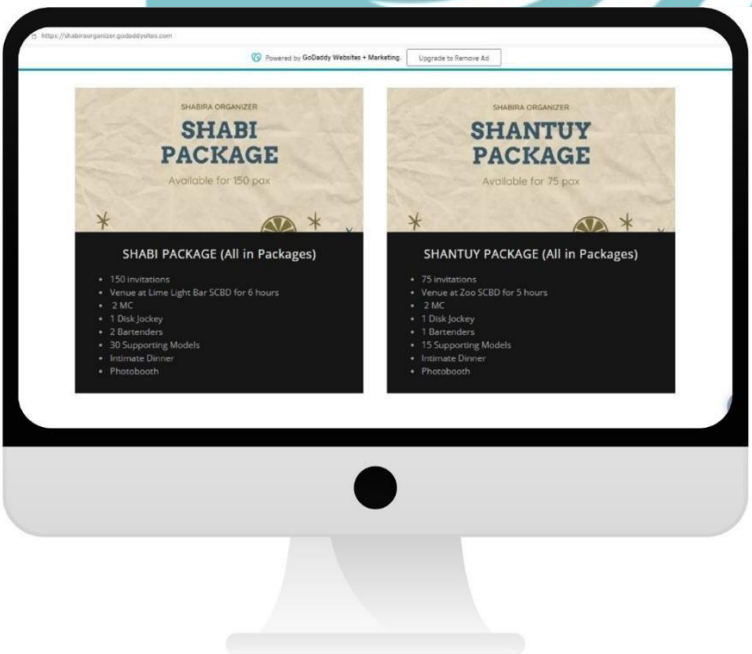 https://shabiraorganizer.godaddysites.com
Powered by GoDaddy Websites + Marketing. Upgrade to Remove Ad
SHABIRA ORGANIZER
SHABI
PACKAGE
Available for 150 pax
SHABI PACKAGE (All in Packages)
• 150 invitations
• Venue at Lime Light Bar SCBD for 6 hours
• 2 MC
• 1 Disk Jockey
• 2 Bartenders
• 30 Supporting Models
• Intimate Dinner
• Photobooth
SHABIRA ORGANIZER
SHANTUY
PACKAGE
Available for 75 pax
SHANTUY PACKAGE (All in Packages)
• 75 invitations
• Venue at Zoo SCBD for 5 hours
• 2 MC
• 1 Disk Jockey
• 1 Bartenders
• 15 Supporting Models
• Intimate Dinner
• Photobooth